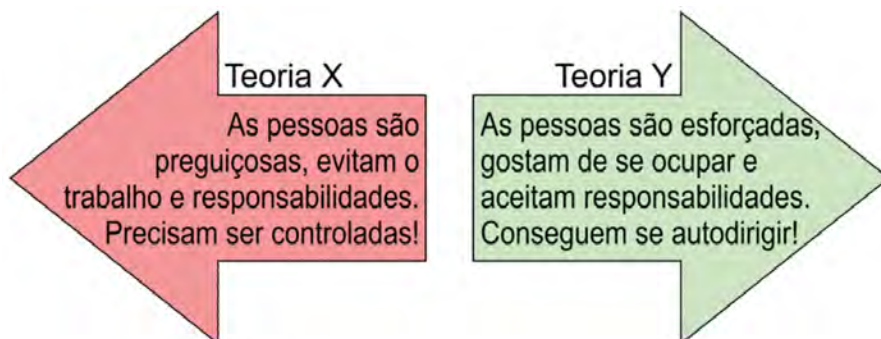 Teoria X
As pessoas são
preguiçosas, evitam o
trabalho e responsabilidades.
Precisam ser controladas!
Teoria Y
As pessoas são esforçadas,
gostam de se ocupar e
aceitam responsabilidades.
Conseguem se autodirigir!